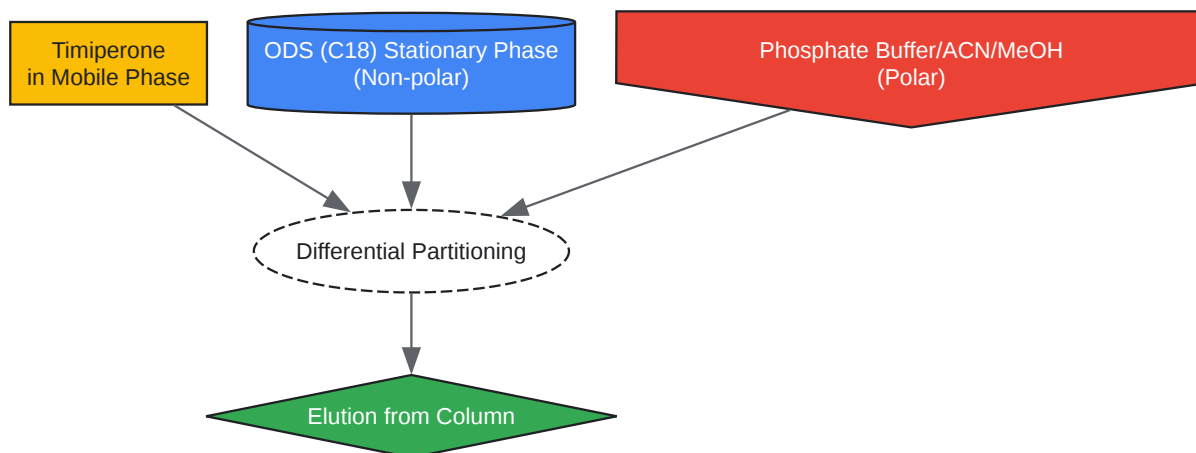 Timiperone
in Mobile Phase
ODS (C18) Stationary Phase
(Non-polar)
Phosphate Buffer/ACN/MeOH
(Polar)
Differential Partitioning
Elution from Column